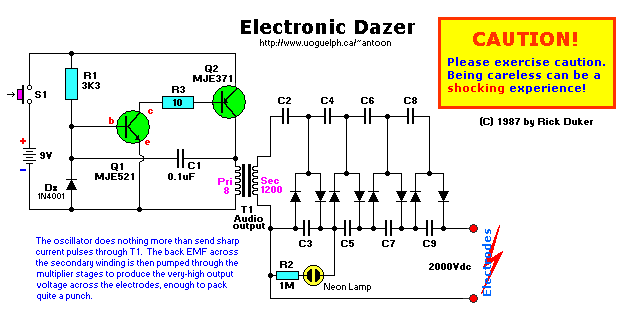 Electronic Dazer
http://www.uoguelph.ca/~antoon
CAUTION!
Please exercise caution.
Being careless can be a
shocking experience!
(C) 1987 by Rick Duker
S1
R1
3K3
R3
10
Q2
MJE371
b
c
e
+
9V
-
Q1
MJE521
C1
0.1uF
Dz
1N4001
Pri
8
Sec
1200
T1
Audio
output
C2
C4
C6
C8
C3
C5
C7
C9
R2
1M
Neon Lamp
2000Vdc
Electrodes
The oscillator does nothing more than send sharp
current pulses through T1. The back EMF across
the secondary winding is then pumped through the
multiplier stages to produce the very-high output
voltage across the electrodes, enough to pack
quite a punch.